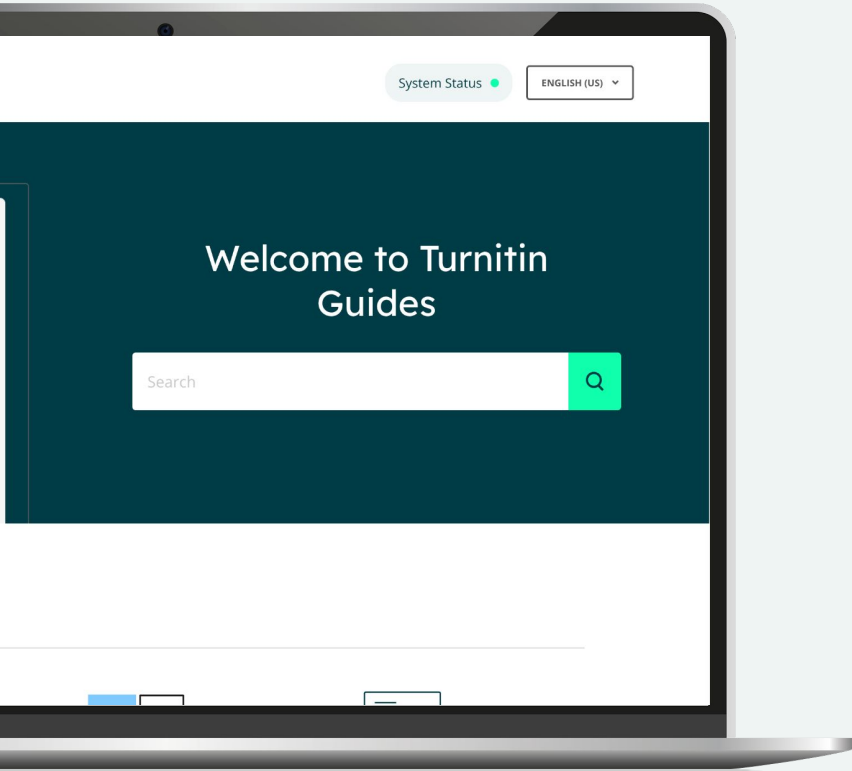 System Status
ENGLISH (US)
Welcome to Turnitin
Guides
Search